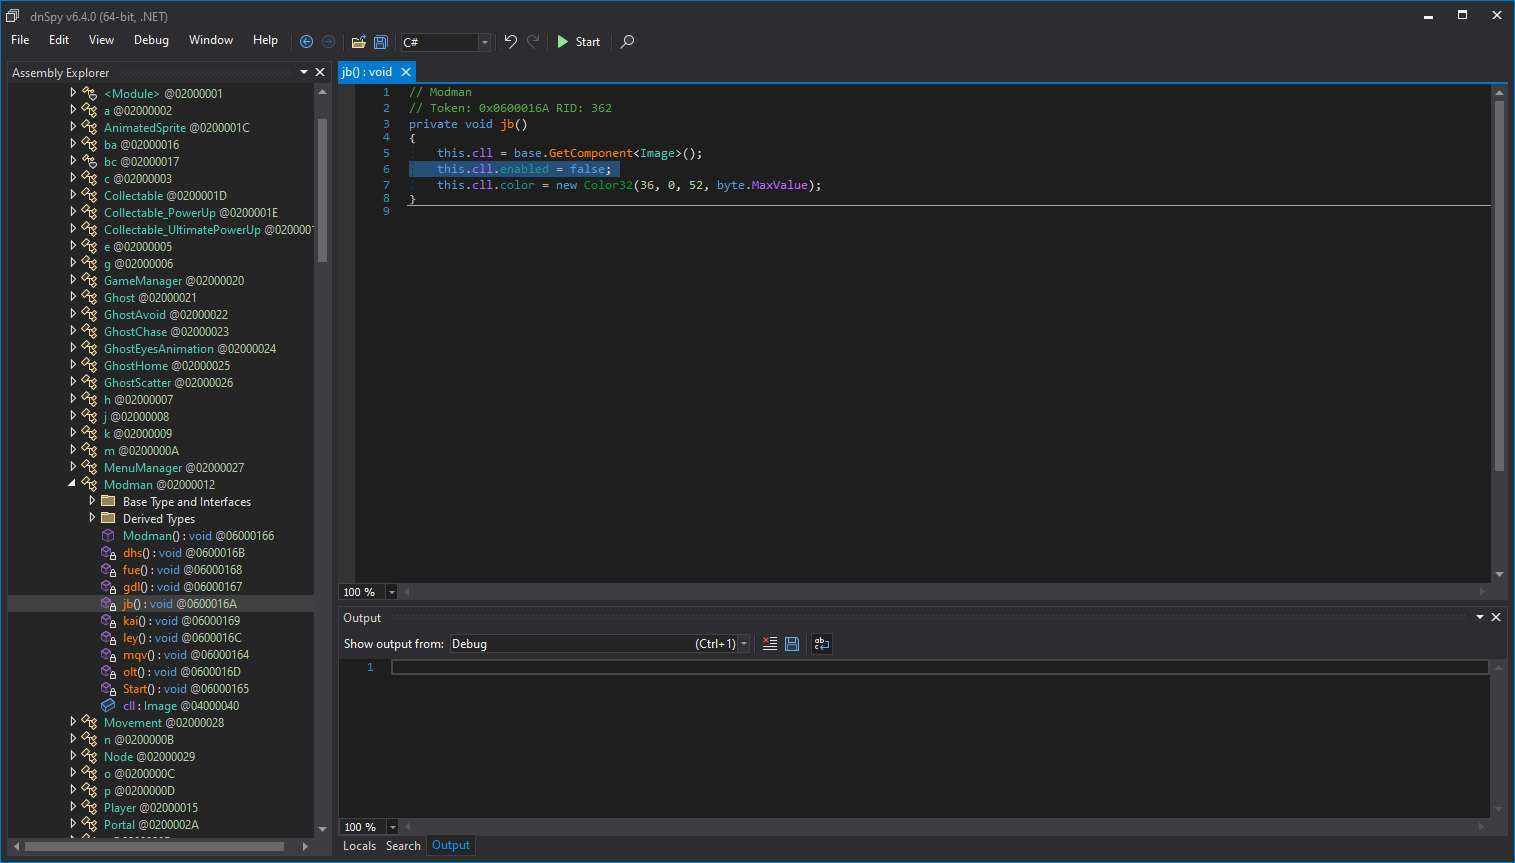 dnSpy v6.4.0 (64-bit, .NET)
File Edit View Debug Window Help C# Start
Assembly Explorer
<Module> @02000001
a @02000002
AnimatedSprite @0200001C
ba @02000016
bc @02000017
c @02000003
Collectable @0200001D
Collectable_PowerUp @0200001E
Collectable_UltimatePowerUp @020000
e @02000005
g @02000006
GameManager @02000020
Ghost @02000021
GhostAvoid @02000022
GhostChase @02000023
GhostEyesAnimation @02000024
GhostHome @02000025
GhostScatter @02000026
h @02000007
j @02000008
k @02000009
m @0200000A
MenuManager @02000027
Modman @02000012
Base Type and Interfaces
Derived Types
Modman() : void @06000166
dhs() : void @0600016B
fue() : void @06000168
gdl() : void @06000167
jb() : void @0600016A
kai() : void @06000169
ley() : void @0600016C
mqv() : void @06000164
olt() : void @0600016D
Start() : void @06000165
cll : Image @04000040
Movement @02000028
n @0200000B
Node @02000029
o @0200000C
p @0200000D
Player @02000015
Portal @0200002A
jb() : void
1 // Modman
2 // Token: 0x0600016A RID: 362
3 private void jb()
4 {
5 this.cll = base.GetComponent<Image>();
6 this.cll.enabled = false;
7 this.cll.color = new Color32(36, 0, 52, byte.MaxValue);
8 }
9
100 %
Output
Show output from: Debug (Ctrl+1)
1
100 %
Locals Search Output